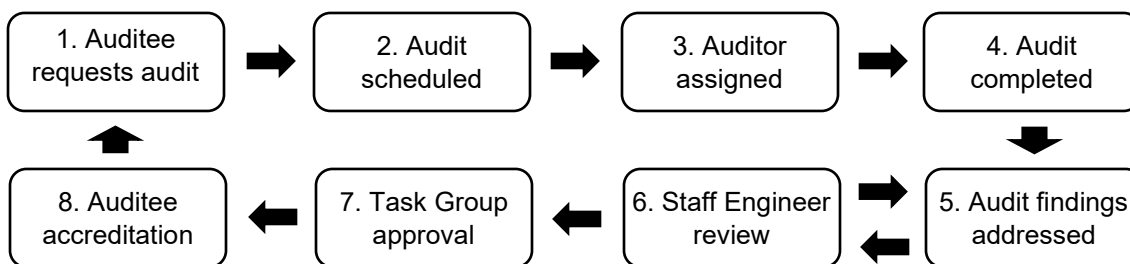 1. Auditee
requests audit
2. Audit
scheduled
3. Auditor
assigned
4. Audit
completed
5. Audit findings
addressed
6. Staff Engineer
review
7. Task Group
approval
8. Auditee
accreditation